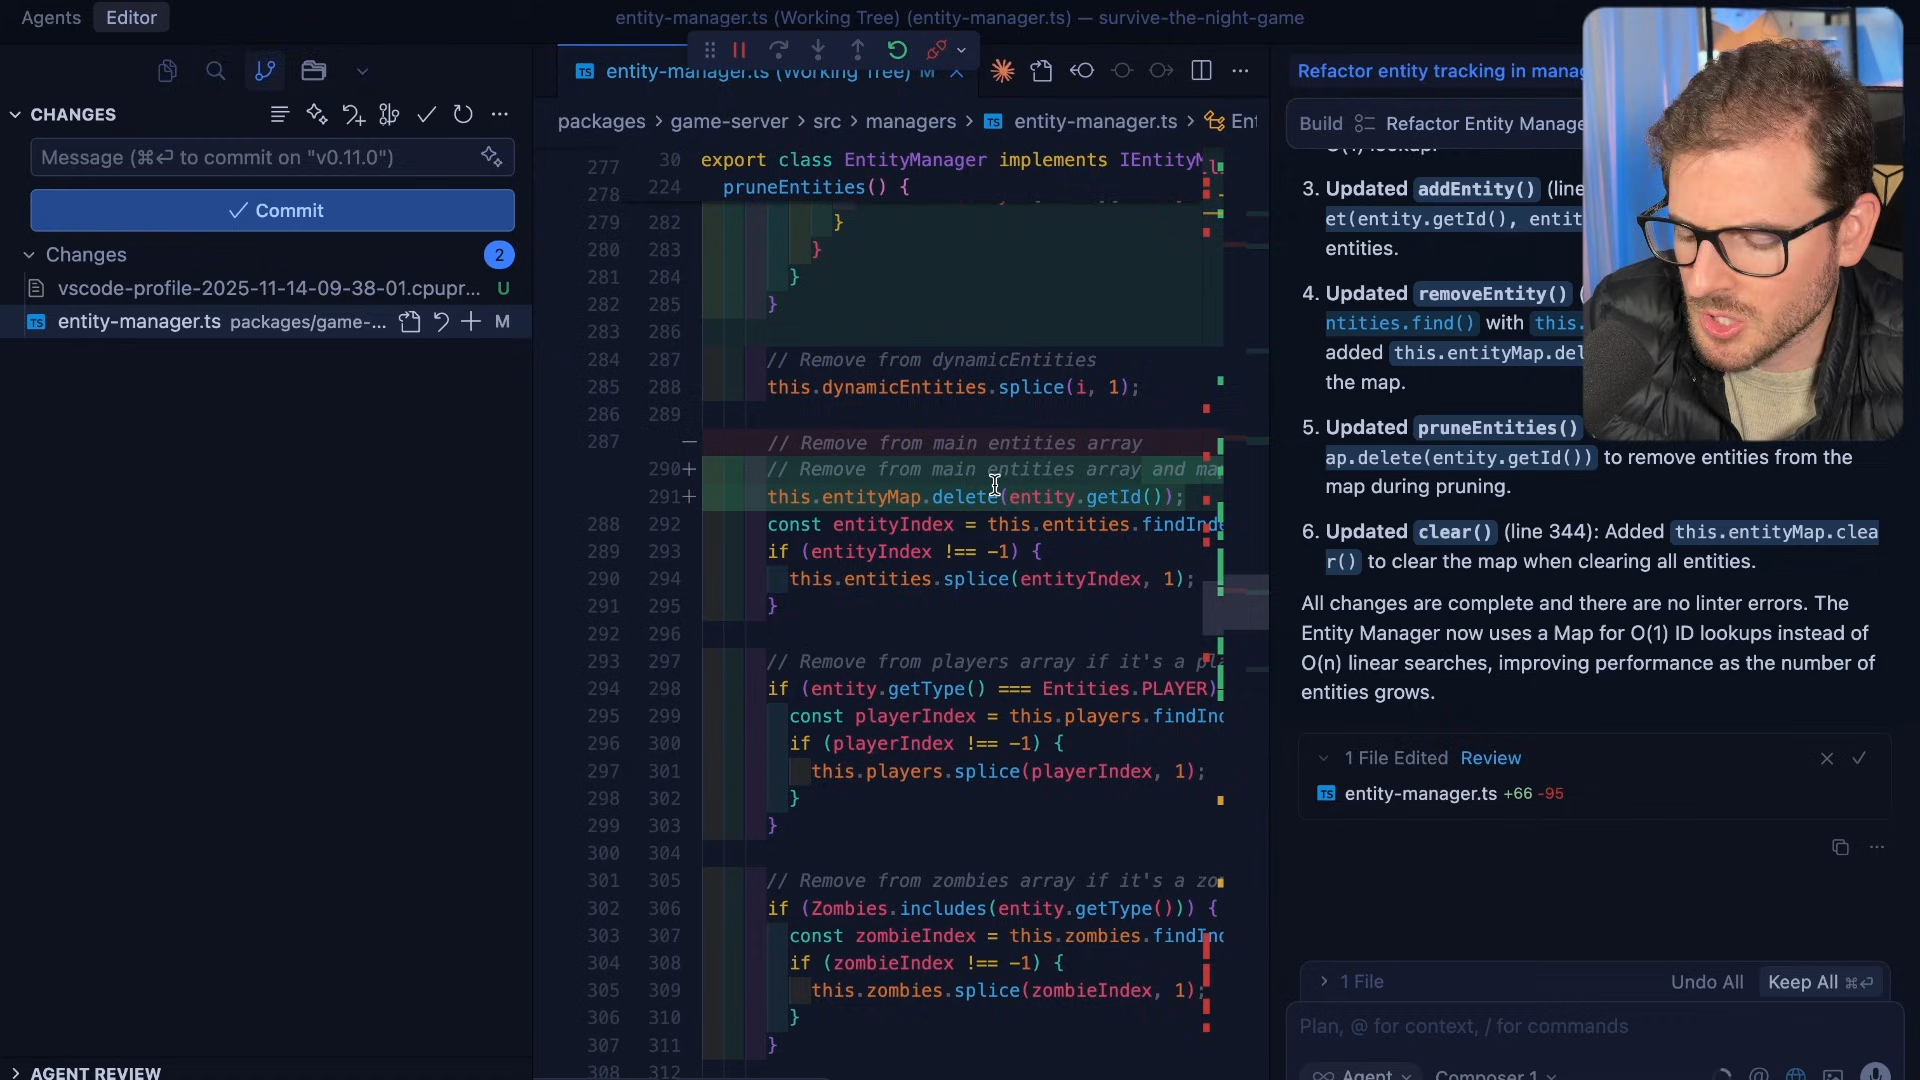 Agents Editor
entity-manager.ts (Working Tree) (entity-manager.ts) — survive-the-night-game
TS entity-manager.ts (Working Tree) M
CHANGES
Message (⌘⏎ to commit on "v0.11.0")
Commit
Changes 2
vscode-profile-2025-11-14-09-38-01.cpupr... U
TS entity-manager.ts packages/game-... M
AGENT REVIEW
packages > game-server > src > managers > TS entity-manager.ts > Ent
30 export class EntityManager implements IEntityM
224 pruneEntities() {
277
278
279 282 }
280 283 }
281 284 }
282 285 }
283 286
284 287 // Remove from dynamicEntities
285 288 this.dynamicEntities.splice(i, 1);
286 289
287 — // Remove from main entities array
290+ // Remove from main entities array and ma
291+ this.entityMap.delete(entity.getId());
288 292 const entityIndex = this.entities.findInde
289 293 if (entityIndex !== -1) {
290 294 this.entities.splice(entityIndex, 1);
291 295 }
292 296
293 297 // Remove from players array if it's a pla
294 298 if (entity.getType() === Entities.PLAYER)
295 299 const playerIndex = this.players.findInd
296 300 if (playerIndex !== -1) {
297 301 this.players.splice(playerIndex, 1);
298 302 }
299 303 }
300 304
301 305 // Remove from zombies array if it's a zo
302 306 if (Zombies.includes(entity.getType())) {
303 307 const zombieIndex = this.zombies.findInd
304 308 if (zombieIndex !== -1) {
305 309 this.zombies.splice(zombieIndex, 1);
306 310 }
307 311 }
308 312
Refactor entity tracking in manag
Build Refactor Entity Manage
O(1) lookup.
3. Updated addEntity() (line
et(entity.getId(), entit
entities.
4. Updated removeEntity() (
ntities.find() with this.
added this.entityMap.del
the map.
5. Updated pruneEntities()
ap.delete(entity.getId()) to remove entities from the
map during pruning.
6. Updated clear() (line 344): Added this.entityMap.clea
r() to clear the map when clearing all entities.
All changes are complete and there are no linter errors. The
Entity Manager now uses a Map for O(1) ID lookups instead of
O(n) linear searches, improving performance as the number of
entities grows.
1 File Edited Review
TS entity-manager.ts +66 -95
1 File Undo All Keep All ⌘⏎
Plan, @ for context, / for commands
Agent Composer 1